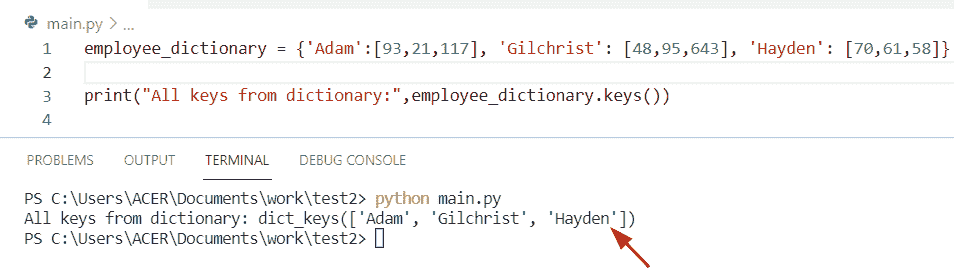 main.py > ...
1 employee_dictionary = {'Adam':[93,21,117], 'Gilchrist': [48,95,643], 'Hayden': [70,61,58]}
2
3 print("All keys from dictionary:",employee_dictionary.keys())
4
PROBLEMS OUTPUT TERMINAL DEBUG CONSOLE
PS C:\Users\ACER\Documents\work\test2> python main.py
All keys from dictionary: dict_keys(['Adam', 'Gilchrist', 'Hayden'])
PS C:\Users\ACER\Documents\work\test2>